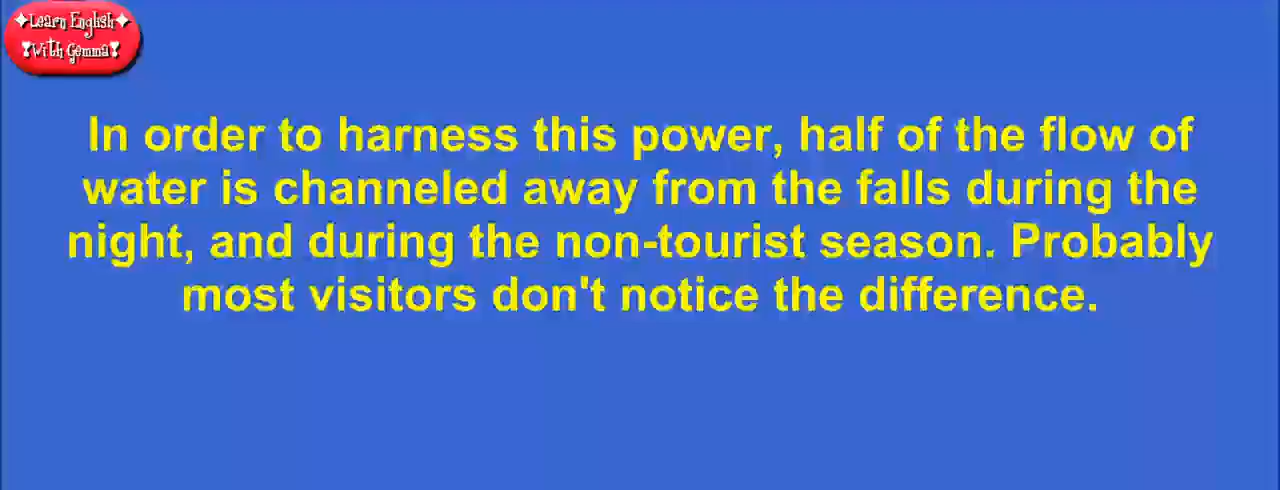 Learn English
With Gemma
In order to harness this power, half of the flow of
water is channeled away from the falls during the
night, and during the non-tourist season. Probably
most visitors don't notice the difference.